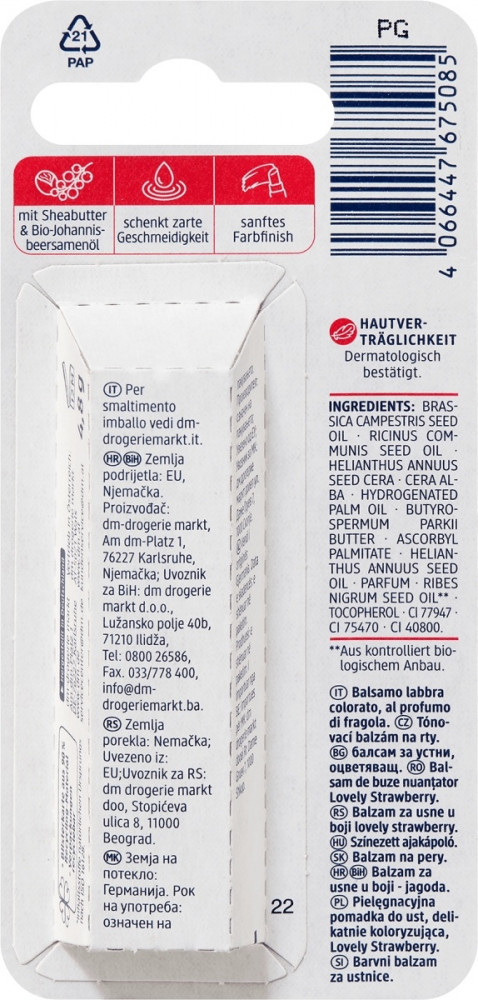 21
PAP
PG
4 066447 675085
mit Sheabutter
& Bio-Johannis-
beersamenöl
schenkt zarte
Geschmeidigkeit
sanftes
Farbfinish
HAUTVER-
TRÄGLICHKEIT
Dermatologisch
bestätigt.
INGREDIENTS: BRAS-
SICA CAMPESTRIS SEED
OIL · RICINUS COM-
MUNIS SEED OIL ·
HELIANTHUS ANNUUS
SEED CERA · CERA AL-
BA · HYDROGENATED
PALM OIL · BUTYRO-
SPERMUM PARKII
BUTTER · ASCORBYL
PALMITATE · HELIAN-
THUS ANNUUS SEED
OIL · PARFUM · RIBES
NIGRUM SEED OIL** ·
TOCOPHEROL · CI 77947 ·
CI 75470 · CI 40800.
**Aus kontrolliert bio-
logischem Anbau.
IT Balsamo labbra
colorato, al profumo
di fragola. CZ Tóno-
vací balzám na rty.
BG балсам за устни,
оцветяващ. RO Bal-
sam de buze nuanțator
Lovely Strawberry.
RS Balzam za usne u
boji lovely strawberry.
HU Színezett ajakápoló.
SK Balzam na pery.
HR BiH Balzam za
usne u boji - jagoda.
PL Pielęgnacyjna
pomadka do ust, deli-
katnie koloryzująca,
Lovely Strawberry.
SI Barvni balzam
za ustnice.
4,8 g
IT Per
smaltimento
imballo vedi dm-
drogeriemarkt.it.
HR BiH Zemlja
podrijetla: EU,
Njemačka.
Proizvođač:
dm-drogerie markt,
Am dm-Platz 1,
76227 Karlsruhe,
Njemačka; Uvoznik
za BiH: dm drogerie
markt d.o.o.,
Lužansko polje 40b,
71210 Ilidža,
Tel: 0800 26586,
Fax. 033/778 400,
info@dm-
drogeriemarkt.ba.
RS Zemlja
porekla: Nemačka;
Uvezeno iz:
EU;Uvoznik za RS:
dm drogerie markt
doo, Stopićeva
ulica 8, 11000
Beograd.
MK Земја на
потекло:
Германија. Рок
на употреба:
означен на
22